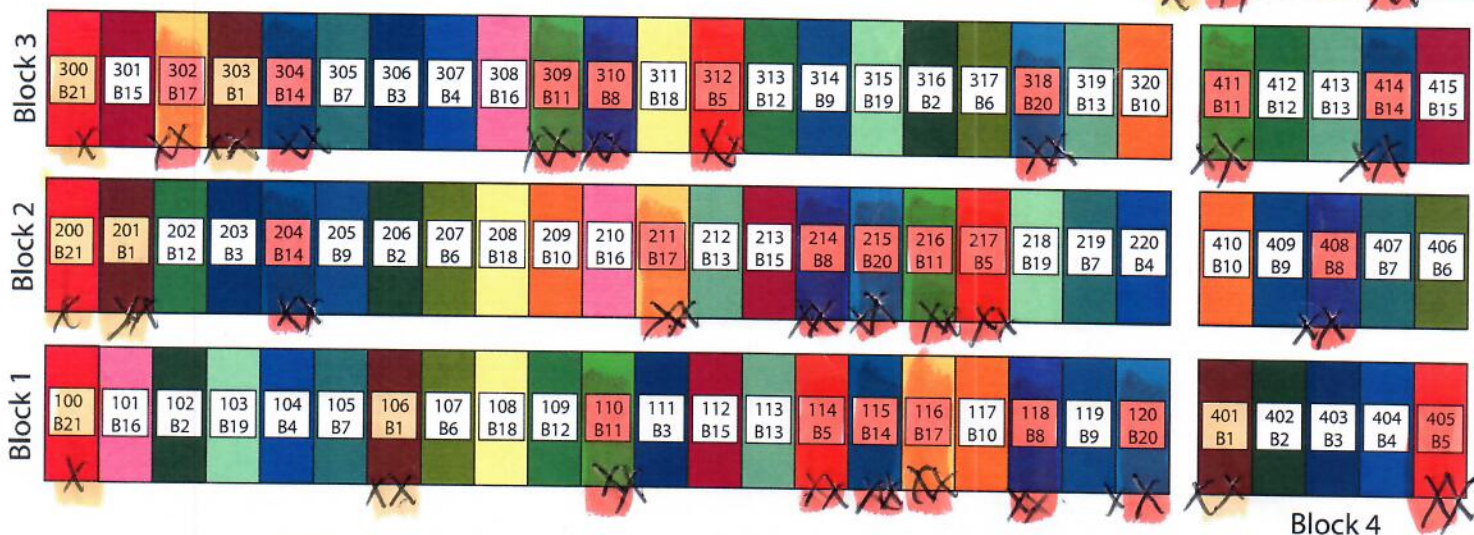 Block 3
300 301 302 303 304 305 306 307 308 309 310 311 312 313 314 315 316 317 318 319 320
B21 B15 B17 B1 B14 B7 B3 B4 B16 B11 B8 B18 B5 B12 B9 B19 B2 B6 B20 B13 B10
411 412 413 414 415
B11 B12 B13 B14 B15
Block 2
200 201 202 203 204 205 206 207 208 209 210 211 212 213 214 215 216 217 218 219 220
B21 B1 B12 B3 B14 B9 B2 B6 B18 B10 B16 B17 B13 B15 B8 B20 B11 B5 B19 B7 B4
410 409 408 407 406
B10 B9 B8 B7 B6
Block 1
100 101 102 103 104 105 106 107 108 109 110 111 112 113 114 115 116 117 118 119 120
B21 B16 B2 B19 B4 B7 B1 B6 B18 B12 B11 B3 B15 B13 B5 B14 B17 B10 B8 B9 B20
401 402 403 404 405
B1 B2 B3 B4 B5
Block 4